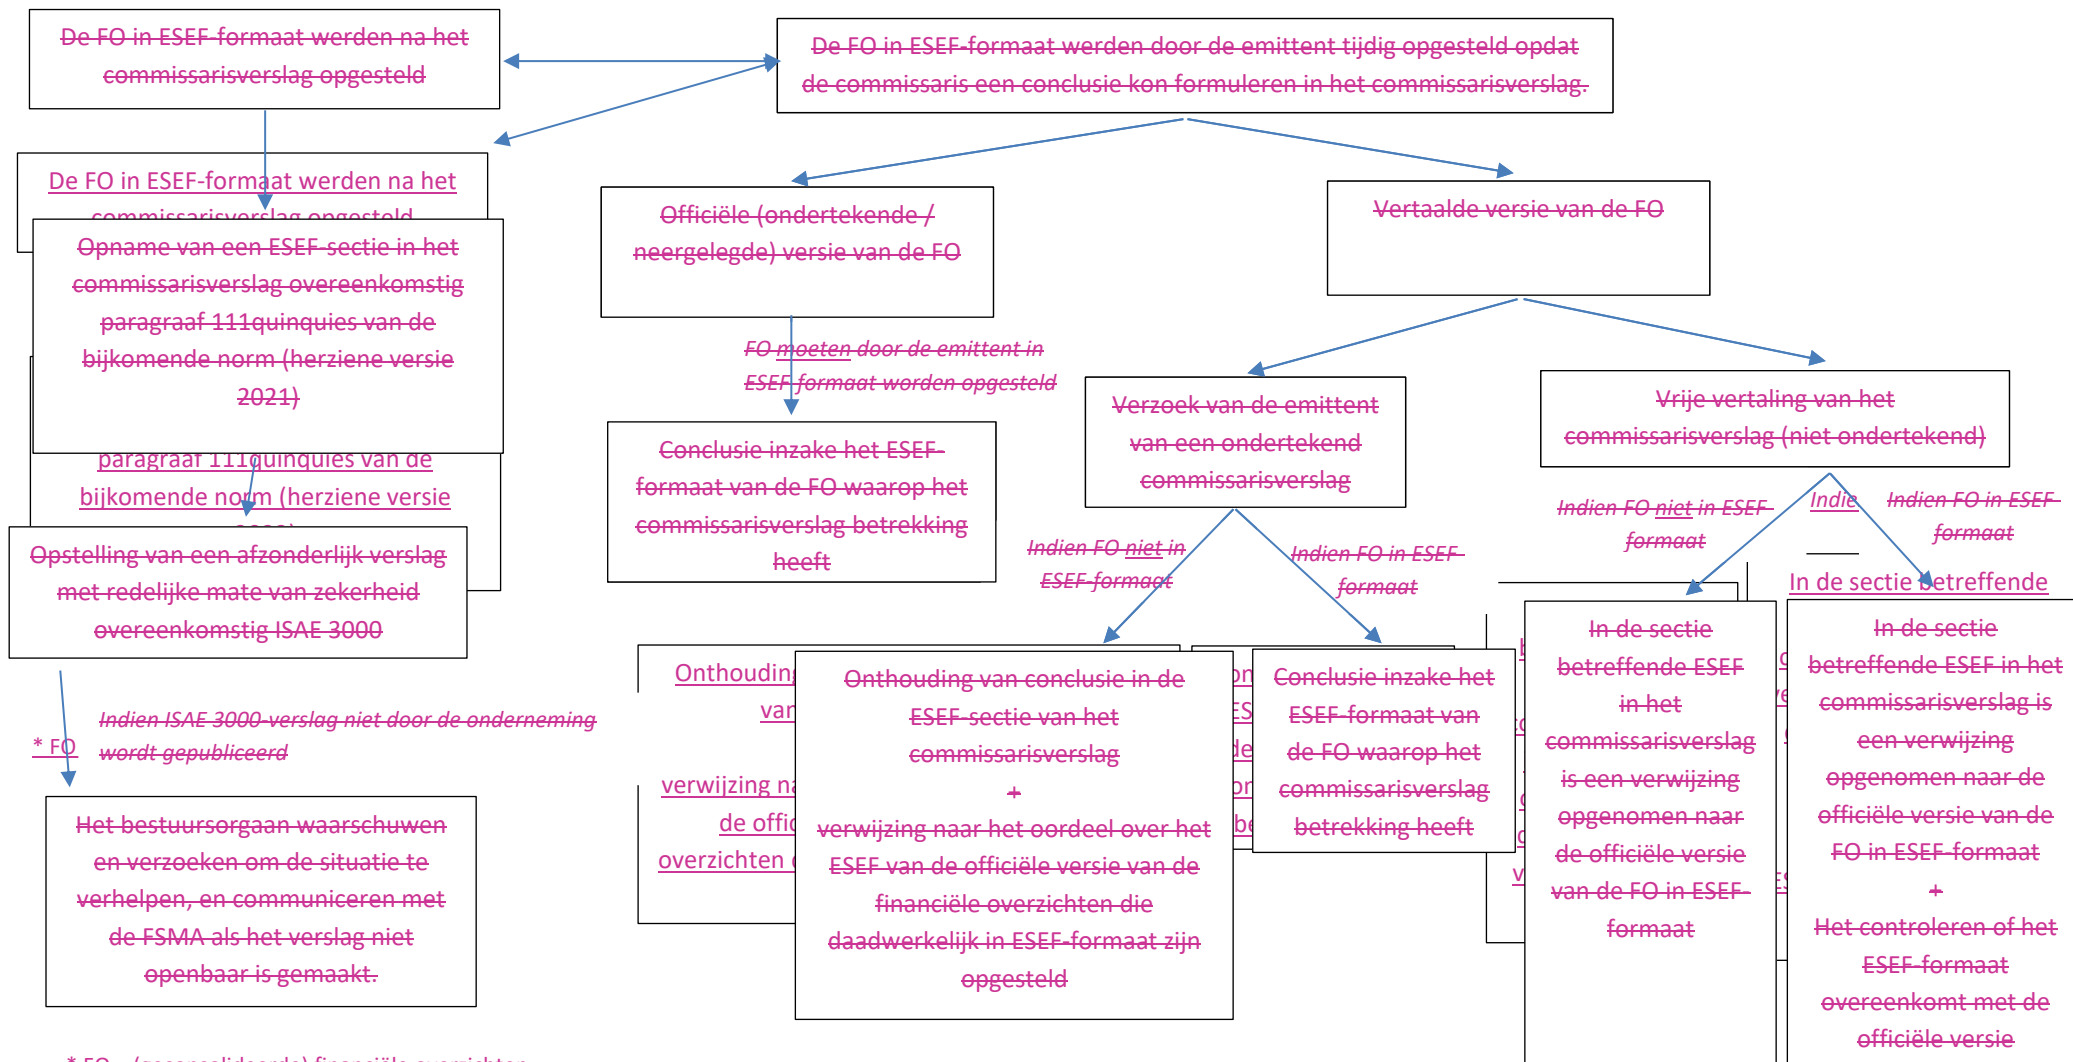 De FO in ESEF-formaat werden na het
commissarisverslag opgesteld
De FO in ESEF-formaat werden door de emittent tijdig opgesteld opdat
de commissaris een conclusie kon formuleren in het commissarisverslag.
De FO in ESEF-formaat werden na het
commissarisverslag opgesteld
Opname van een ESEF-sectie in het
commissarisverslag overeenkomstig
paragraaf 111quinquies van de
bijkomende norm (herziene versie
2021)
paragraaf 111quinquies van de
bijkomende norm (herziene versie
Opstelling van een afzonderlijk verslag
met redelijke mate van zekerheid
overeenkomstig ISAE 3000
Indien ISAE 3000-verslag niet door de onderneming
wordt gepubliceerd
* FO
Het bestuursorgaan waarschuwen
en verzoeken om de situatie te
verhelpen, en communiceren met
de FSMA als het verslag niet
openbaar is gemaakt.
Officiële (ondertekende /
neergelegde) versie van de FO
FO moeten door de emittent in
ESEF-formaat worden opgesteld
Conclusie inzake het ESEF-
formaat van de FO waarop het
commissarisverslag betrekking
heeft
Vertaalde versie van de FO
Verzoek van de emittent
van een ondertekend
commissarisverslag
Vrije vertaling van het
commissarisverslag (niet ondertekend)
Indien FO niet in
ESEF-formaat
Indien FO in ESEF-
formaat
Indien FO niet in ESEF-
formaat
Indie
Indien FO in ESEF-
formaat
In de sectie betreffende
Onthouding
van
verwijzing
overzichten
Onthouding van conclusie in de
ESEF-sectie van het
commissarisverslag
+
verwijzing naar het oordeel over het
ESEF van de officiële versie van de
financiële overzichten die
daadwerkelijk in ESEF-formaat zijn
opgesteld
Conclusie inzake het
ESEF-formaat van
de FO waarop het
commissarisverslag
betrekking heeft
In de sectie
betreffende ESEF
in het
commissarisverslag
is een verwijzing
opgenomen naar
de officiële versie
van de FO in ESEF-
formaat
In de sectie
betreffende ESEF in het
commissarisverslag is
een verwijzing
opgenomen naar de
officiële versie van de
FO in ESEF-formaat
+
Het controleren of het
ESEF-formaat
overeenkomt met de
officiële versie
* FO = (geconsolideerde) financiële overzichten